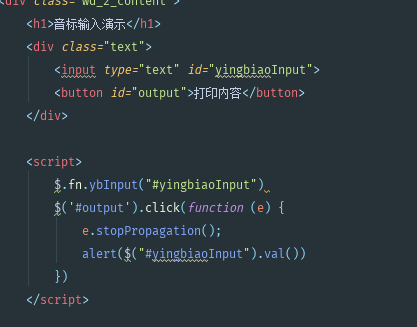 <div class="wd_2_content">
<h1>音标输入演示</h1>
<div class="text">
<input type="text" id="yingbiaoInput">
<button id="output">打印内容</button>
</div>
<script>
$.fn.ybInput("#yingbiaoInput")
$('#output').click(function (e) {
e.stopPropagation();
alert($("#yingbiaoInput").val())
})
</script>